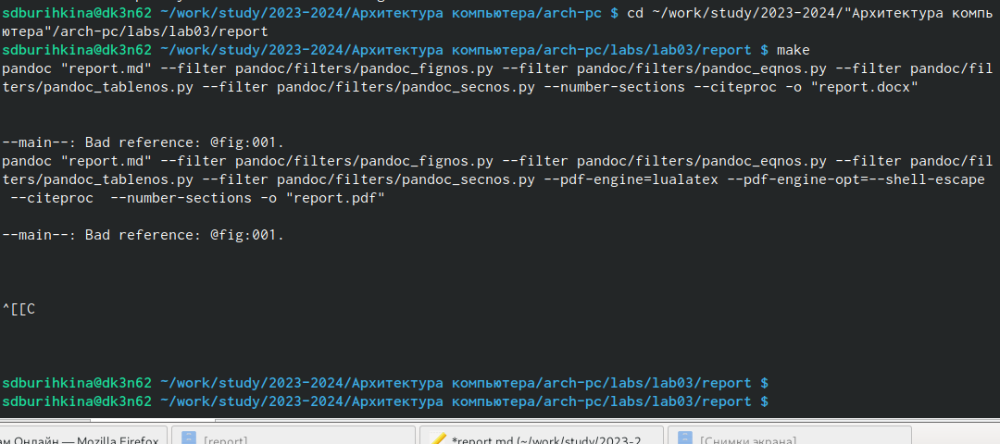 sdburihkina@dk3n62 ~/work/study/2023-2024/Архитектура компьютера/arch-pc $ cd ~/work/study/2023-2024/"Архитектура компь
ютера"/arch-pc/labs/lab03/report
sdburihkina@dk3n62 ~/work/study/2023-2024/Архитектура компьютера/arch-pc/labs/lab03/report $ make
pandoc "report.md" --filter pandoc/filters/pandoc_fignos.py --filter pandoc/filters/pandoc_eqnos.py --filter pandoc/fil
ters/pandoc_tablenos.py --filter pandoc/filters/pandoc_secnos.py --number-sections --citeproc -o "report.docx"
--main--: Bad reference: @fig:001.
pandoc "report.md" --filter pandoc/filters/pandoc_fignos.py --filter pandoc/filters/pandoc_eqnos.py --filter pandoc/fil
ters/pandoc_tablenos.py --filter pandoc/filters/pandoc_secnos.py --pdf-engine=lualatex --pdf-engine-opt=--shell-escape
--citeproc  --number-sections -o "report.pdf"
--main--: Bad reference: @fig:001.
^[[C
sdburihkina@dk3n62 ~/work/study/2023-2024/Архитектура компьютера/arch-pc/labs/lab03/report $
sdburihkina@dk3n62 ~/work/study/2023-2024/Архитектура компьютера/arch-pc/labs/lab03/report $
ам Онлайн — Mozilla Firefox [report] *report.md (~/work/study/2023-2... [Снимки экрана]